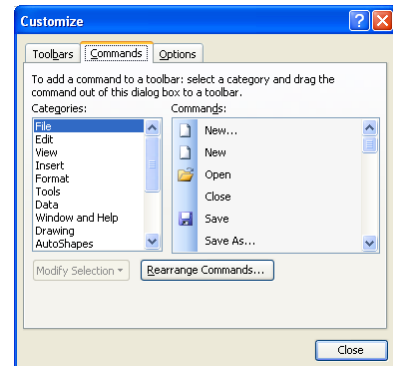 Customize
Toolbars Commands Options
To add a command to a toolbar: select a category and drag the
command out of this dialog box to a toolbar.
Categories: Commands:
File
Edit
View
Insert
Format
Tools
Data
Window and Help
Drawing
AutoShapes
New...
New
Open
Close
Save
Save As...
Modify Selection
Rearrange Commands...
Close